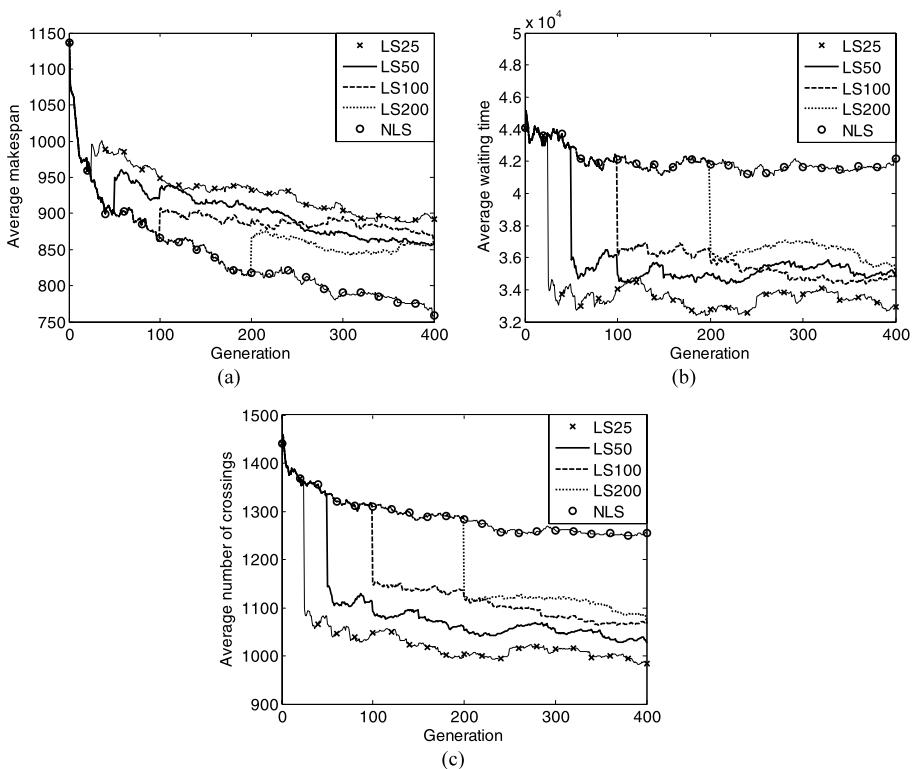 1150
1100
1050
1000
950
900
850
800
750
0
100
200
300
400
Average makespan
Generation
LS25
LS50
LS100
LS200
NLS
(a)
x 10^4
5
4.8
4.6
4.4
4.2
4
3.8
3.6
3.4
3.2
0
100
200
300
400
Average waiting time
Generation
LS25
LS50
LS100
LS200
NLS
(b)
1500
1400
1300
1200
1100
1000
900
0
100
200
300
400
Average number of crossings
Generation
LS25
LS50
LS100
LS200
NLS
(c)